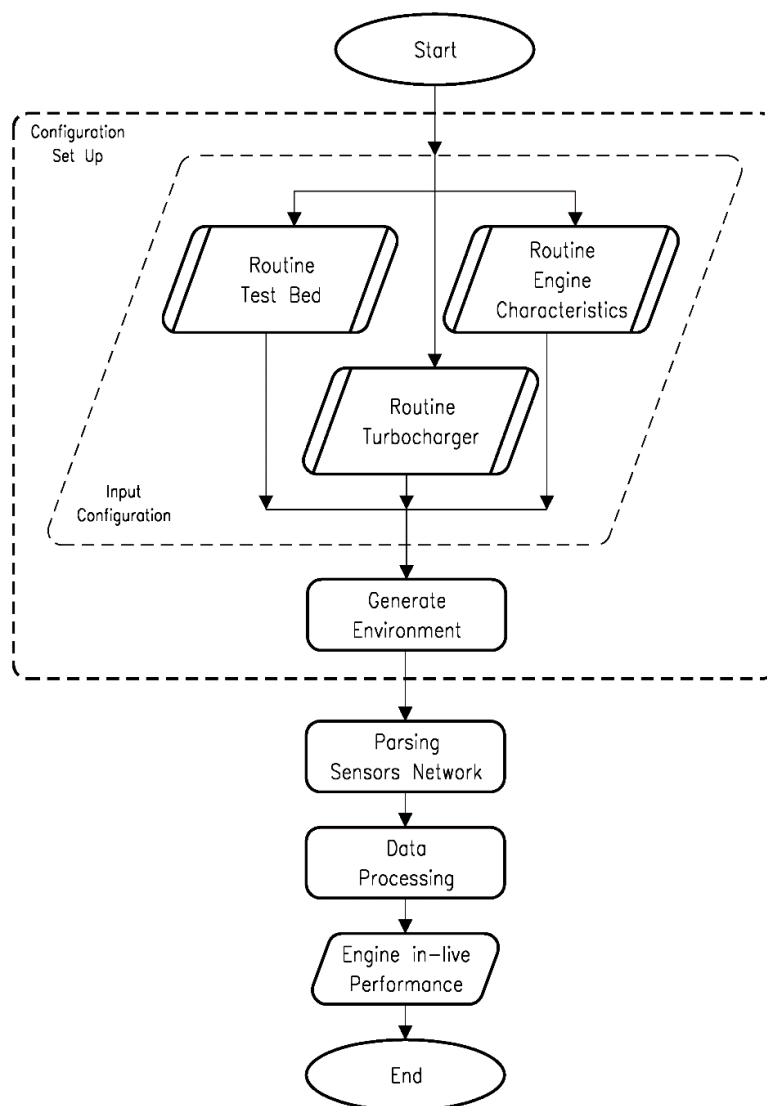 Start
Configuration
Set Up
Routine
Test Bed
Routine
Engine
Characteristics
Routine
Turbocharger
Input
Configuration
Generate
Environment
Parsing
Sensors Network
Data
Processing
Engine in-live
Performance
End